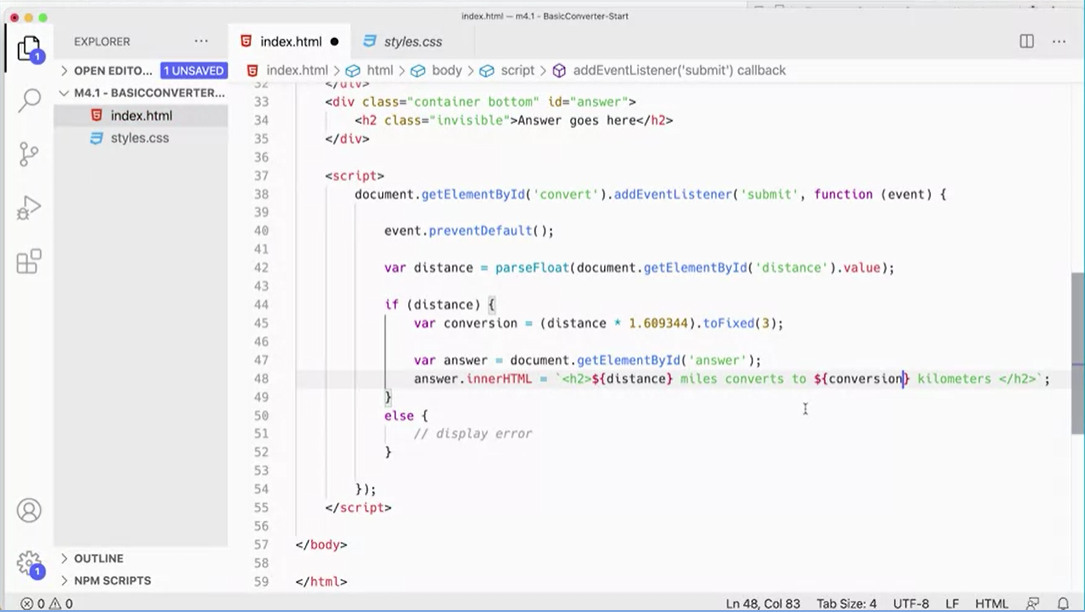 index.html — m4.1 - BasicConverter-Start
EXPLORER
OPEN EDITO... 1 UNSAVED
M4.1 - BASICCONVERTER...
index.html
styles.css
OUTLINE
NPM SCRIPTS
1
1
index.html ● styles.css
index.html > html > body > script > addEventListener('submit') callback
32 </div>
33 <div class="container bottom" id="answer">
34 <h2 class="invisible">Answer goes here</h2>
35 </div>
36
37 <script>
38 document.getElementById('convert').addEventListener('submit', function (event) {
39
40 event.preventDefault();
41
42 var distance = parseFloat(document.getElementById('distance').value);
43
44 if (distance) {
45 var conversion = (distance * 1.609344).toFixed(3);
46
47 var answer = document.getElementById('answer');
48 answer.innerHTML = `<h2>${distance} miles converts to ${conversion} kilometers </h2>`;
49 }
50 else {
51 // display error
52 }
53
54 });
55 </script>
56
57 </body>
58
59 </html>
0 0 Ln 48, Col 83 Tab Size: 4 UTF-8 LF HTML